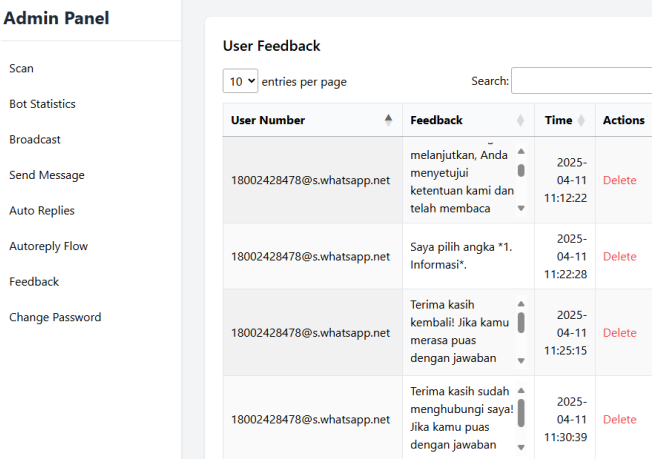 Admin Panel
Scan
Bot Statistics
Broadcast
Send Message
Auto Replies
Autoreply Flow
Feedback
Change Password
User Feedback
10 entries per page
Search:
User Number Feedback Time Actions
18002428478@s.whatsapp.net
melanjutkan, Anda
menyetujui
ketentuan kami dan
telah membaca
2025-
04-11
11:12:22
Delete
18002428478@s.whatsapp.net
Saya pilih angka *1.
Informasi*.
2025-
04-11
11:22:28
Delete
18002428478@s.whatsapp.net
Terima kasih
kembali! Jika kamu
merasa puas
dengan jawaban
2025-
04-11
11:25:15
Delete
18002428478@s.whatsapp.net
Terima kasih sudah
menghubungi saya!
Jika kamu puas
dengan jawaban
2025-
04-11
11:30:39
Delete